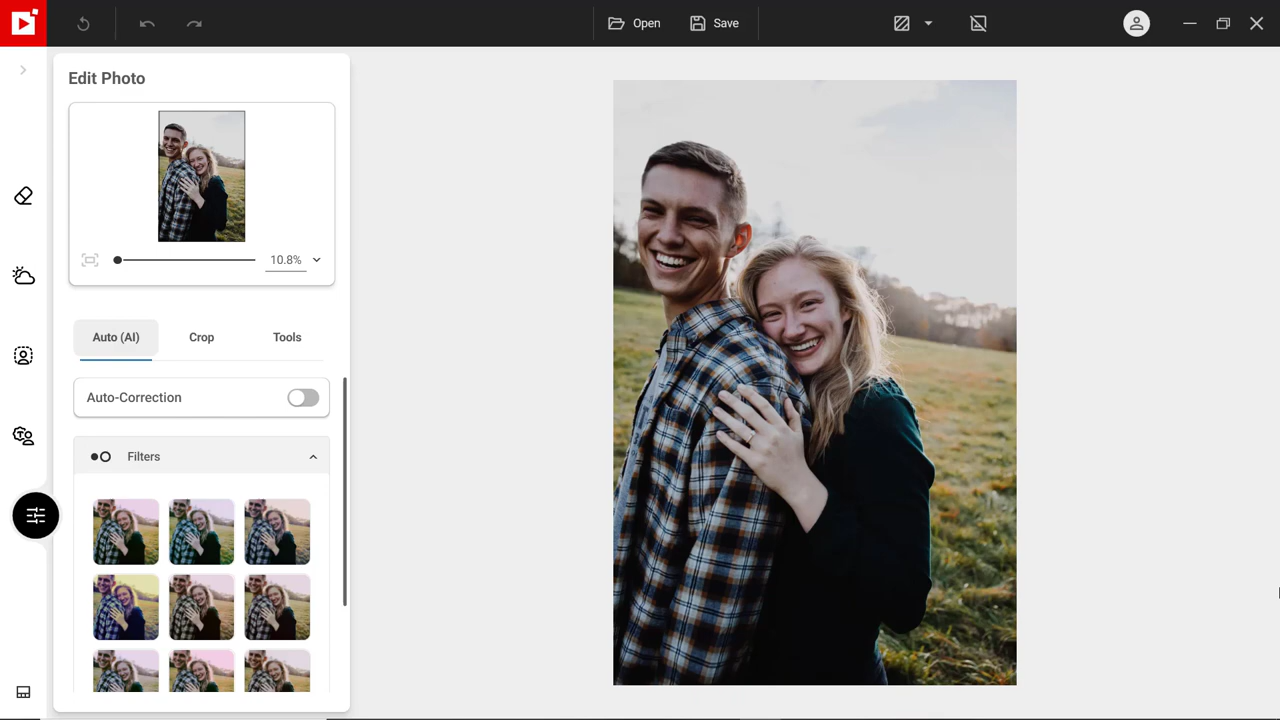 Open
Save
Edit Photo
10.8%
Auto (AI)
Crop
Tools
Auto-Correction
Filters